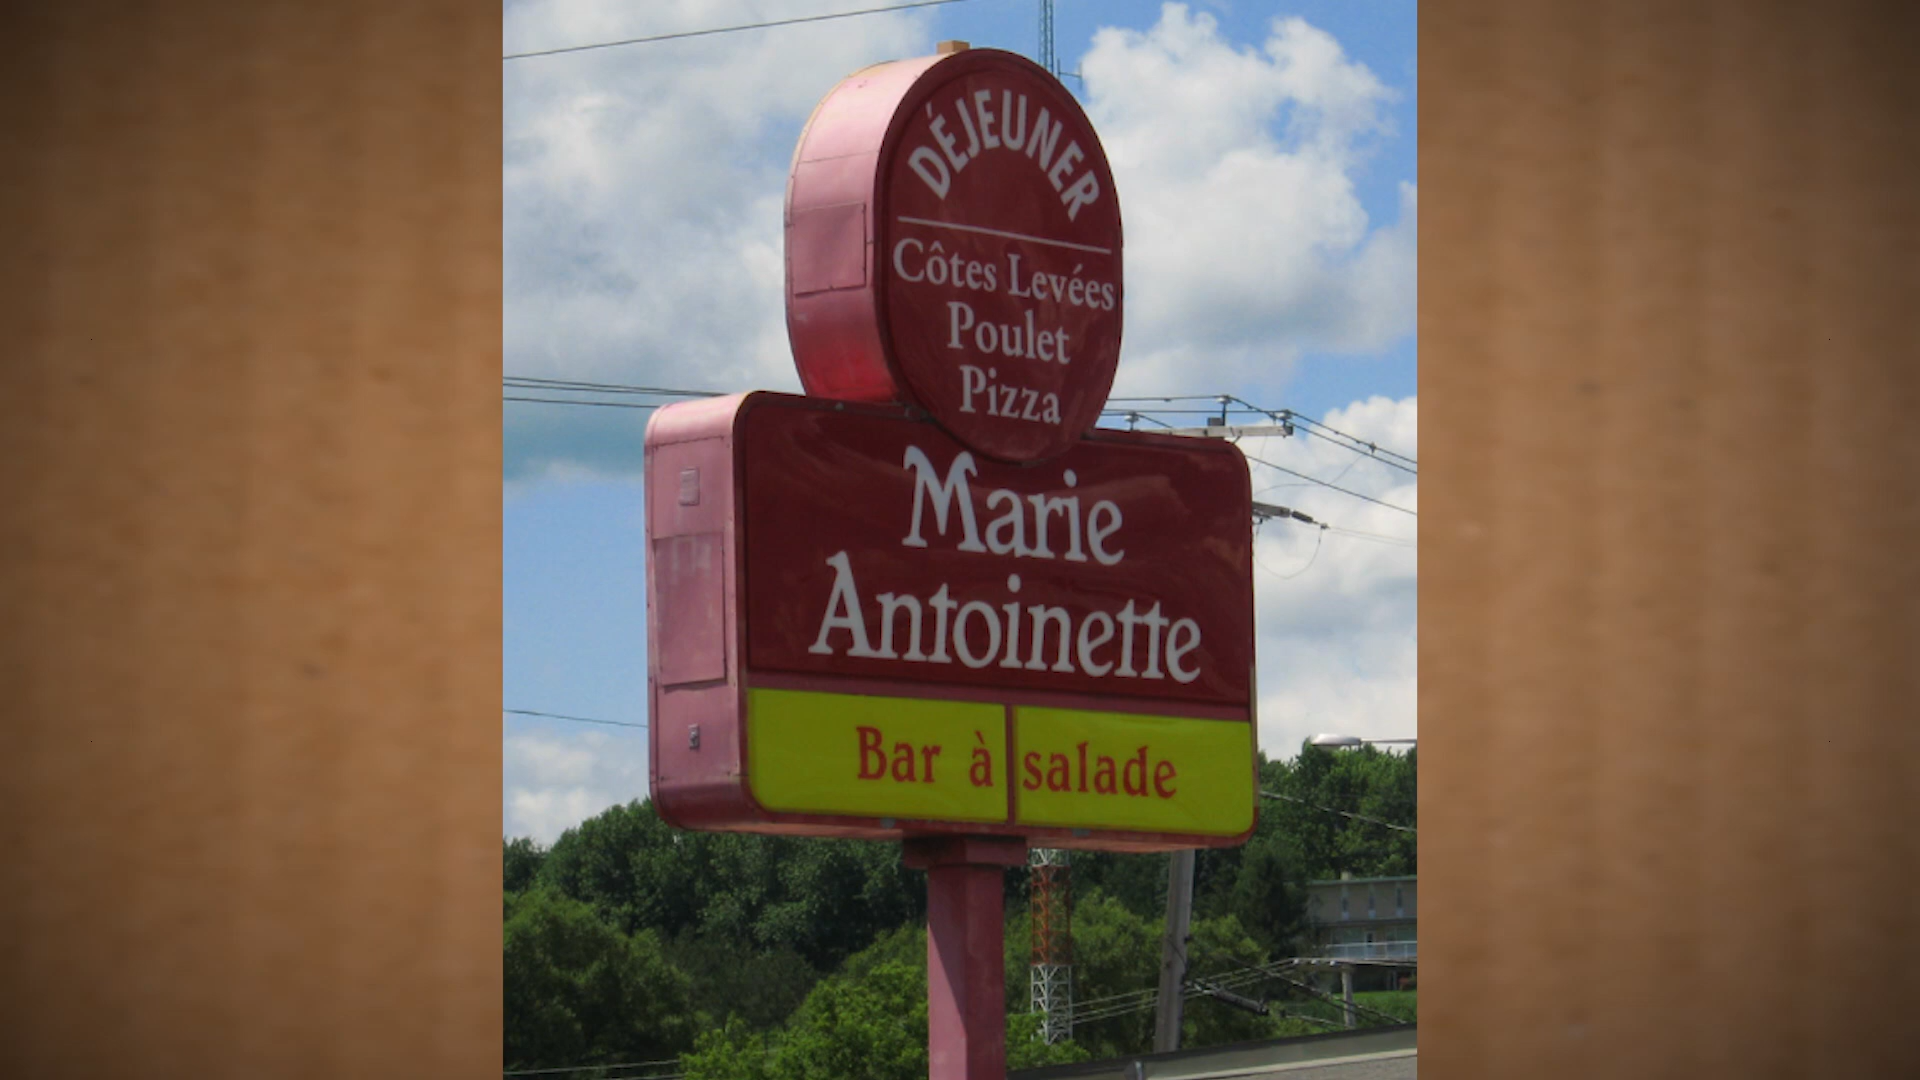 DÉJEUNER
Côtes Levées
Poulet
Pizza
Marie
Antoinette
Bar à salade